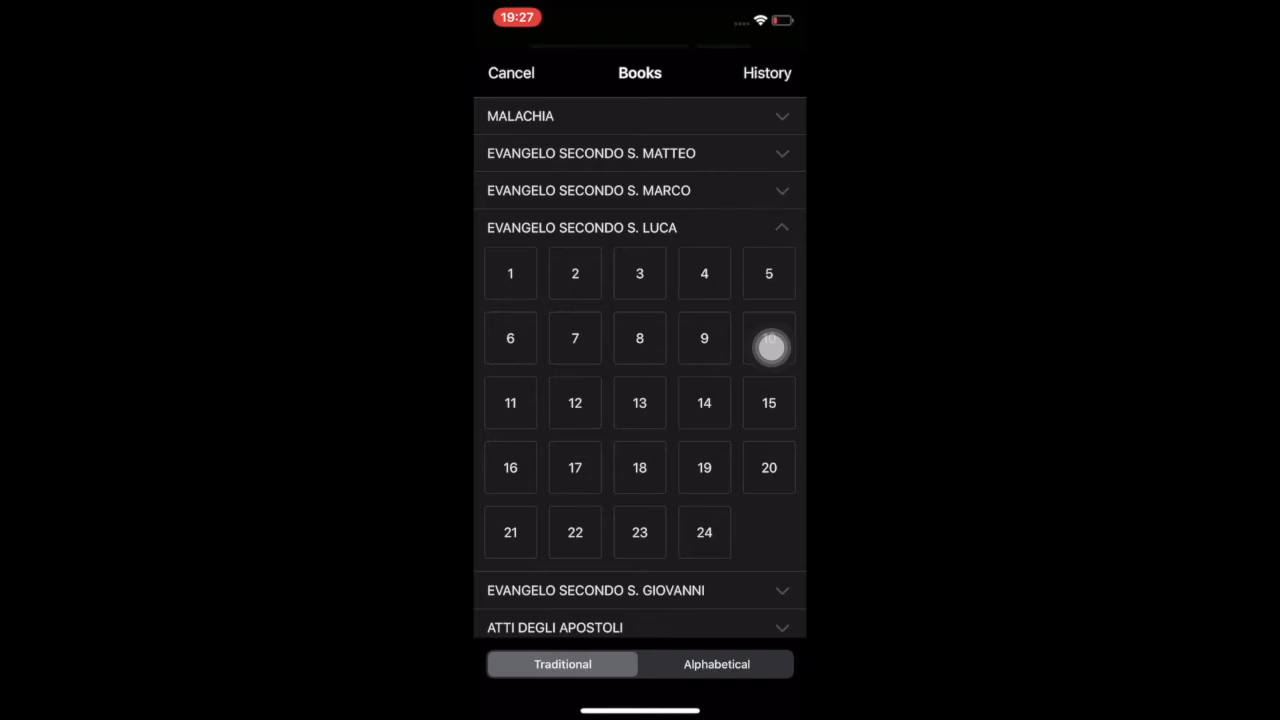 19:27
Cancel Books History
MALACHIA
EVANGELO SECONDO S. MATTEO
EVANGELO SECONDO S. MARCO
EVANGELO SECONDO S. LUCA
1 2 3 4 5
6 7 8 9 10
11 12 13 14 15
16 17 18 19 20
21 22 23 24
EVANGELO SECONDO S. GIOVANNI
ATTI DEGLI APOSTOLI
Traditional Alphabetical